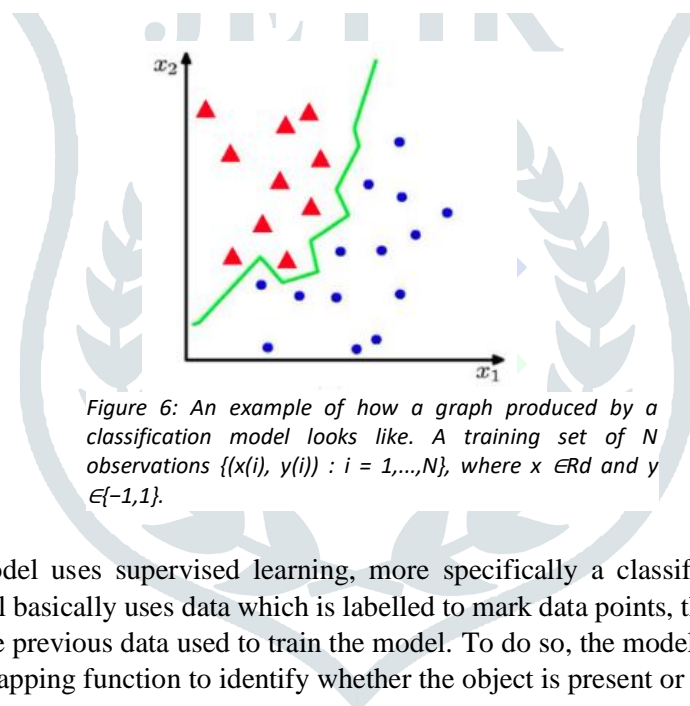 x₂
x₁
Figure 6: An example of how a graph produced by a
classification model looks like. A training set of N
observations {(x(i), y(i)) : i = 1,...,N}, where x ∈Rd and y
∈{−1,1}.
odel uses supervised learning, more specifically a classif
l basically uses data which is labelled to mark data points, t
e previous data used to train the model. To do so, the model
apping function to identify whether the object is present or